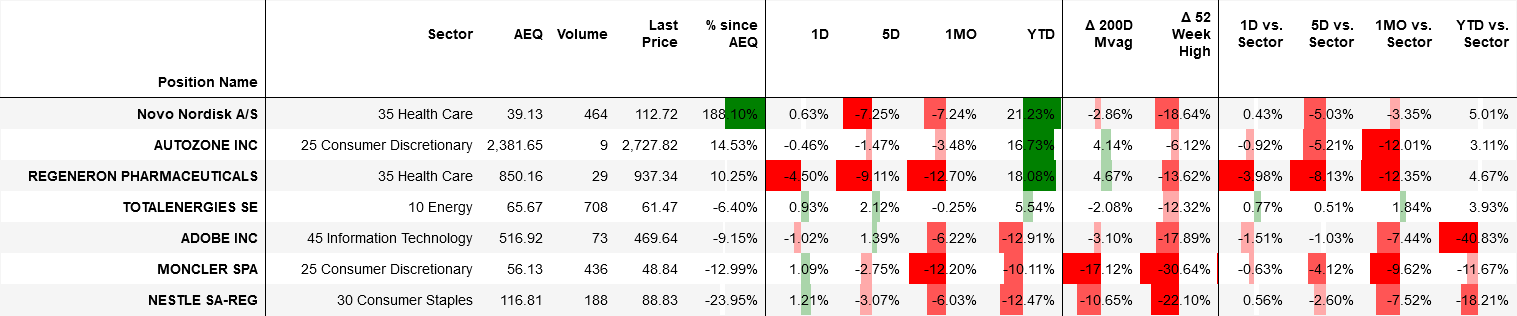 Position Name Sector AEQ Volume Last Price % since AEQ 1D 5D 1MO YTD Δ 200D Mvag Δ 52 Week High 1D vs. Sector 5D vs. Sector 1MO vs. Sector YTD vs. Sector
Novo Nordisk A/S 35 Health Care 39.13 464 112.72 188.10% 0.63% -7.25% -7.24% 21.23% -2.86% -18.64% 0.43% -5.03% -3.35% 5.01%
AUTOZONE INC 25 Consumer Discretionary 2,381.65 9 2,727.82 14.53% -0.46% -1.47% -3.48% 16.73% 4.14% -6.12% -0.92% -5.21% -12.01% 3.11%
REGENERON PHARMACEUTICALS 35 Health Care 850.16 29 937.34 10.25% -4.50% -9.11% -12.70% 18.08% 4.67% -13.62% -3.98% -8.13% -12.35% 4.67%
TOTALENERGIES SE 10 Energy 65.67 708 61.47 -6.40% 0.93% 2.12% -0.25% 5.54% -2.08% -12.32% 0.77% 0.51% 1.84% 3.93%
ADOBE INC 45 Information Technology 516.92 73 469.64 -9.15% -1.02% 1.39% -6.22% -12.91% -3.10% -17.89% -1.51% -1.03% -7.44% -40.83%
MONCLER SPA 25 Consumer Discretionary 56.13 436 48.84 -12.99% 1.09% -2.75% -12.20% -10.11% -17.12% -30.64% -0.63% -4.12% -9.62% -11.67%
NESTLE SA-REG 30 Consumer Staples 116.81 188 88.83 -23.95% 1.21% -3.07% -6.03% -12.47% -10.65% -22.10% 0.56% -2.60% -7.52% -18.21%